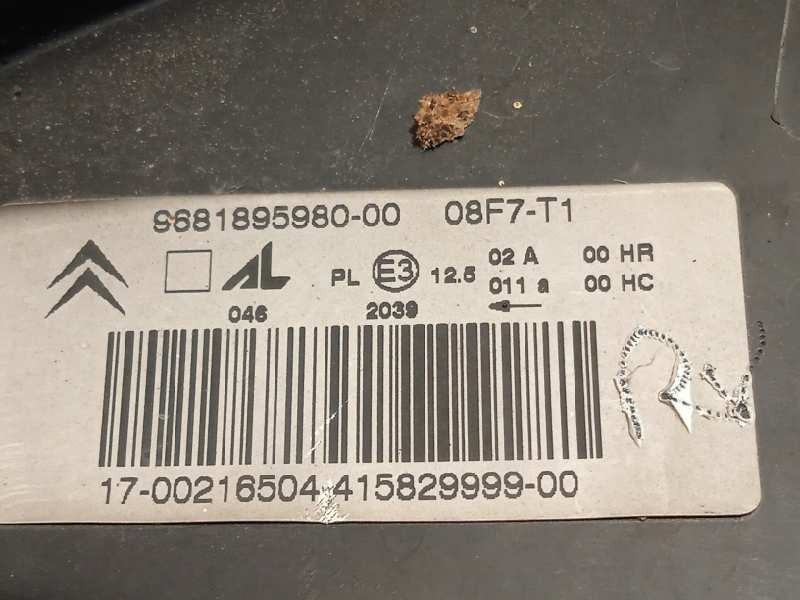 9681895980-00 08F7-T1
AL PL E3 12.5 02 A 00 HR
011 a 00 HC
046 2039
17-00216504 415829999-00